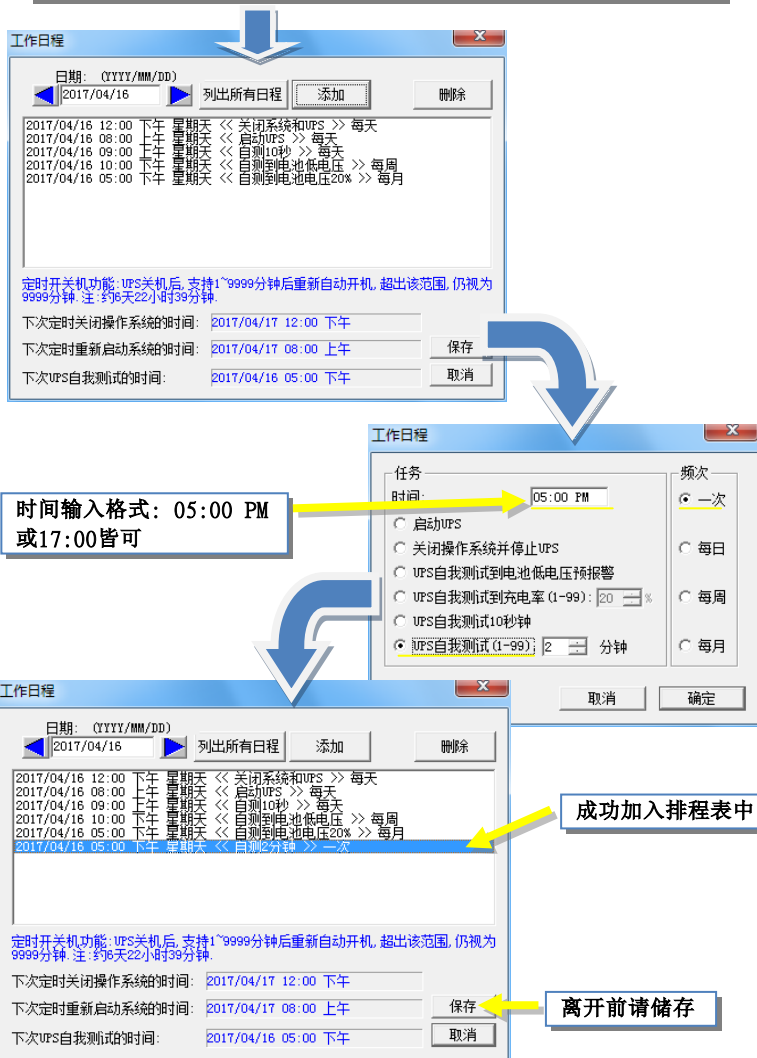 工作日程
日期: (YYYY/MM/DD)
2017/04/16 列出所有日程 添加 删除
2017/04/16 12:00 下午 星期天 << 关闭系统和UPS >> 每天
2017/04/16 08:00 上午 星期天 << 启动UPS >> 每天
2017/04/16 09:00 上午 星期天 << 自测10秒 >> 每天
2017/04/16 10:00 下午 星期天 << 自测到电池低电压 >> 每周
2017/04/16 05:00 下午 星期天 << 自测到电池电压20% >> 每月
定时开关机功能:UPS关机后,支持1~9999分钟后重新自动开机,超出该范围,仍视为
9999分钟.注:约6天22小时39分钟.
下次定时关闭操作系统的时间: 2017/04/17 12:00 下午
下次定时重新启动系统的时间: 2017/04/17 08:00 上午 保存
下次UPS自我测试的时间: 2017/04/16 05:00 下午 取消
工作日程
任务 频次
时间: 05:00 PM 一次
启动UPS
关闭操作系统并停止UPS 每日
UPS自我测试到电池低电压预报警
UPS自我测试到充电率(1-99): 20 % 每周
UPS自我测试10秒钟
UPS自我测试(1-99): 2 分钟 每月
取消 确定
时间输入格式: 05:00 PM
或17:00皆可
工作日程
日期: (YYYY/MM/DD)
2017/04/16 列出所有日程 添加 删除
2017/04/16 12:00 下午 星期天 << 关闭系统和UPS >> 每天
2017/04/16 08:00 上午 星期天 << 启动UPS >> 每天
2017/04/16 09:00 上午 星期天 << 自测10秒 >> 每天
2017/04/16 10:00 下午 星期天 << 自测到电池低电压 >> 每周
2017/04/16 05:00 下午 星期天 << 自测到电池电压20% >> 每月
2017/04/16 05:00 下午 星期天 << 自测2分钟 >> 一次
成功加入排程表中
定时开关机功能:UPS关机后,支持1~9999分钟后重新自动开机,超出该范围,仍视为
9999分钟.注:约6天22小时39分钟.
下次定时关闭操作系统的时间: 2017/04/17 12:00 下午
下次定时重新启动系统的时间: 2017/04/17 08:00 上午 保存
离开前请储存
下次UPS自我测试的时间: 2017/04/16 05:00 下午 取消